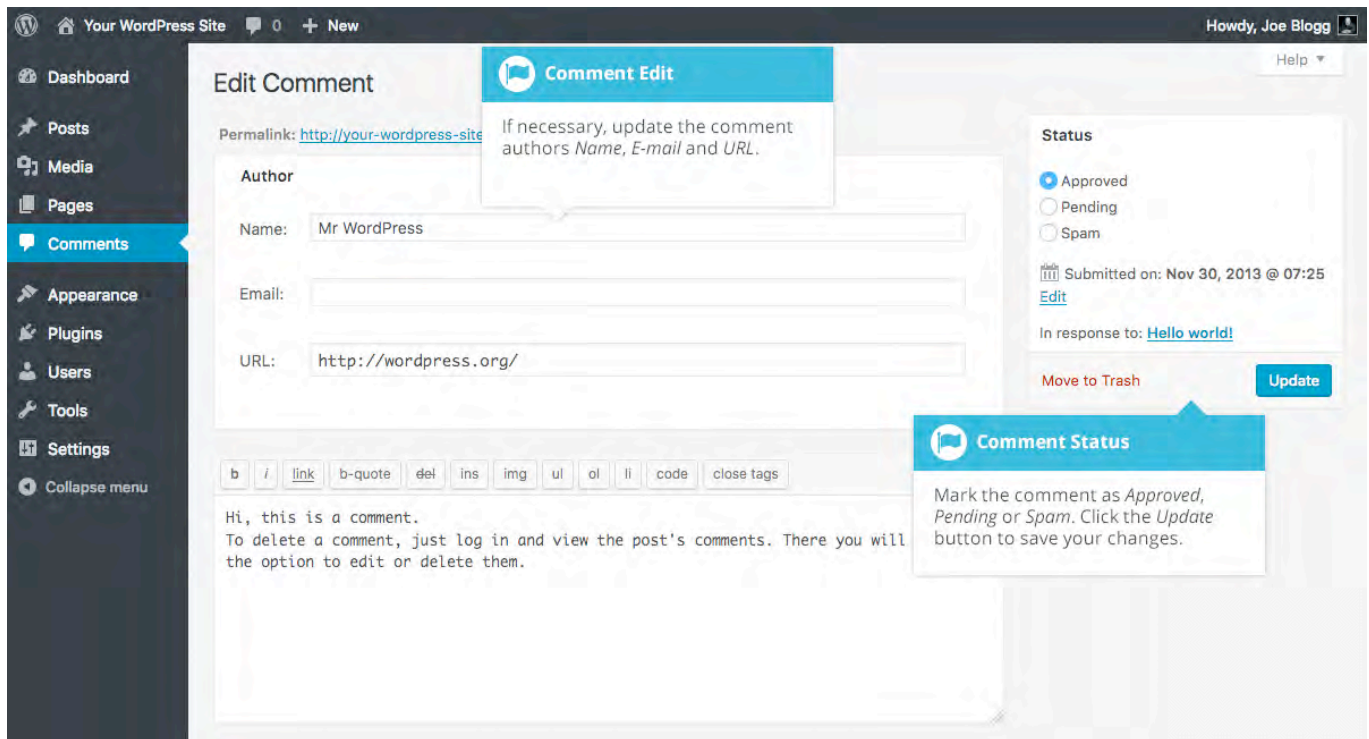 Your WordPress Site 0 + New Howdy, Joe Blogg
Help
Dashboard
Posts
Media
Pages
Comments
Appearance
Plugins
Users
Tools
Settings
Collapse menu
Edit Comment
Permalink: http://your-wordpress-site
Comment Edit
If necessary, update the comment
authors Name, E-mail and URL.
Author
Name: Mr WordPress
Email:
URL: http://wordpress.org/
b i link b-quote del ins img ul ol li code close tags
Hi, this is a comment.
To delete a comment, just log in and view the post's comments. There you will
the option to edit or delete them.
Status
Approved
Pending
Spam
Submitted on: Nov 30, 2013 @ 07:25
Edit
In response to: Hello world!
Move to Trash Update
Comment Status
Mark the comment as Approved,
Pending or Spam. Click the Update
button to save your changes.